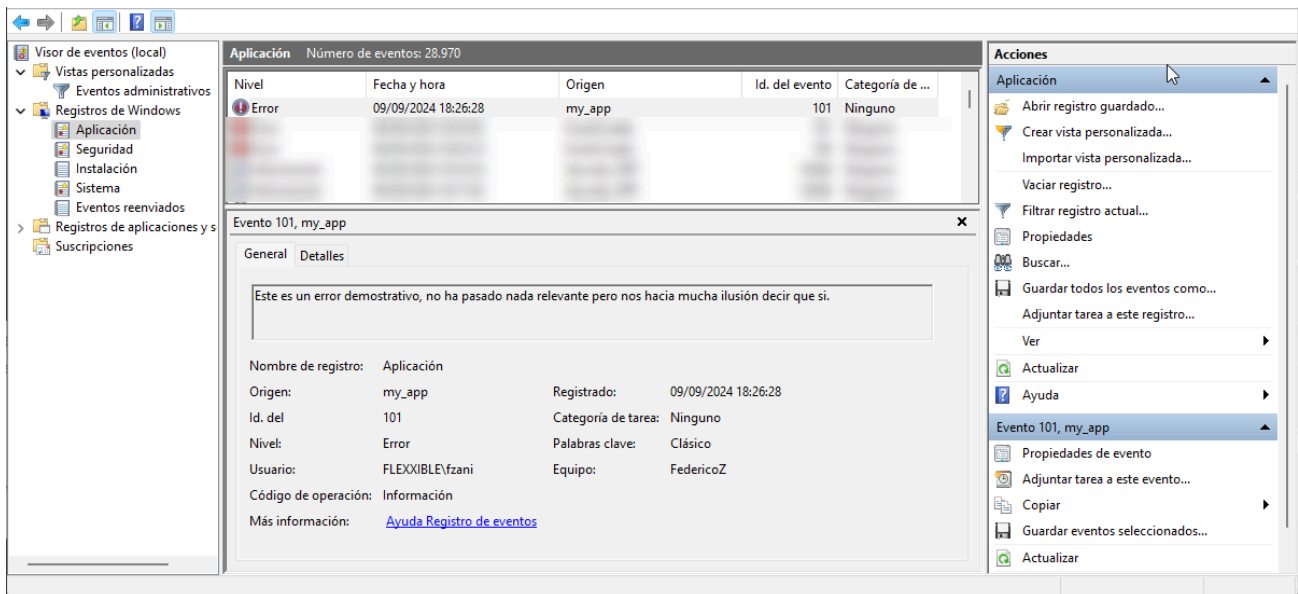 Visor de eventos (local)
Vistas personalizadas
Eventos administrativos
Registros de Windows
Aplicación
Seguridad
Instalación
Sistema
Eventos reenviados
Registros de aplicaciones y s
Suscripciones
Aplicación Número de eventos: 28.970
Nivel Fecha y hora Origen Id. del evento Categoría de ...
Error 09/09/2024 18:26:28 my_app 101 Ninguno
Evento 101, my_app
General Detalles
Este es un error demostrativo, no ha pasado nada relevante pero nos hacia mucha ilusión decir que si.
Nombre de registro: Aplicación
Origen: my_app Registrado: 09/09/2024 18:26:28
Id. del 101 Categoría de tarea: Ninguno
Nivel: Error Palabras clave: Clásico
Usuario: FLEXXIBLE\fzani Equipo: FedericoZ
Código de operación: Información
Más información: Ayuda Registro de eventos
Acciones
Aplicación
Abrir registro guardado...
Crear vista personalizada...
Importar vista personalizada...
Vaciar registro...
Filtrar registro actual...
Propiedades
Buscar...
Guardar todos los eventos como...
Adjuntar tarea a este registro...
Ver
Actualizar
Ayuda
Evento 101, my_app
Propiedades de evento
Adjuntar tarea a este evento...
Copiar
Guardar eventos seleccionados...
Actualizar